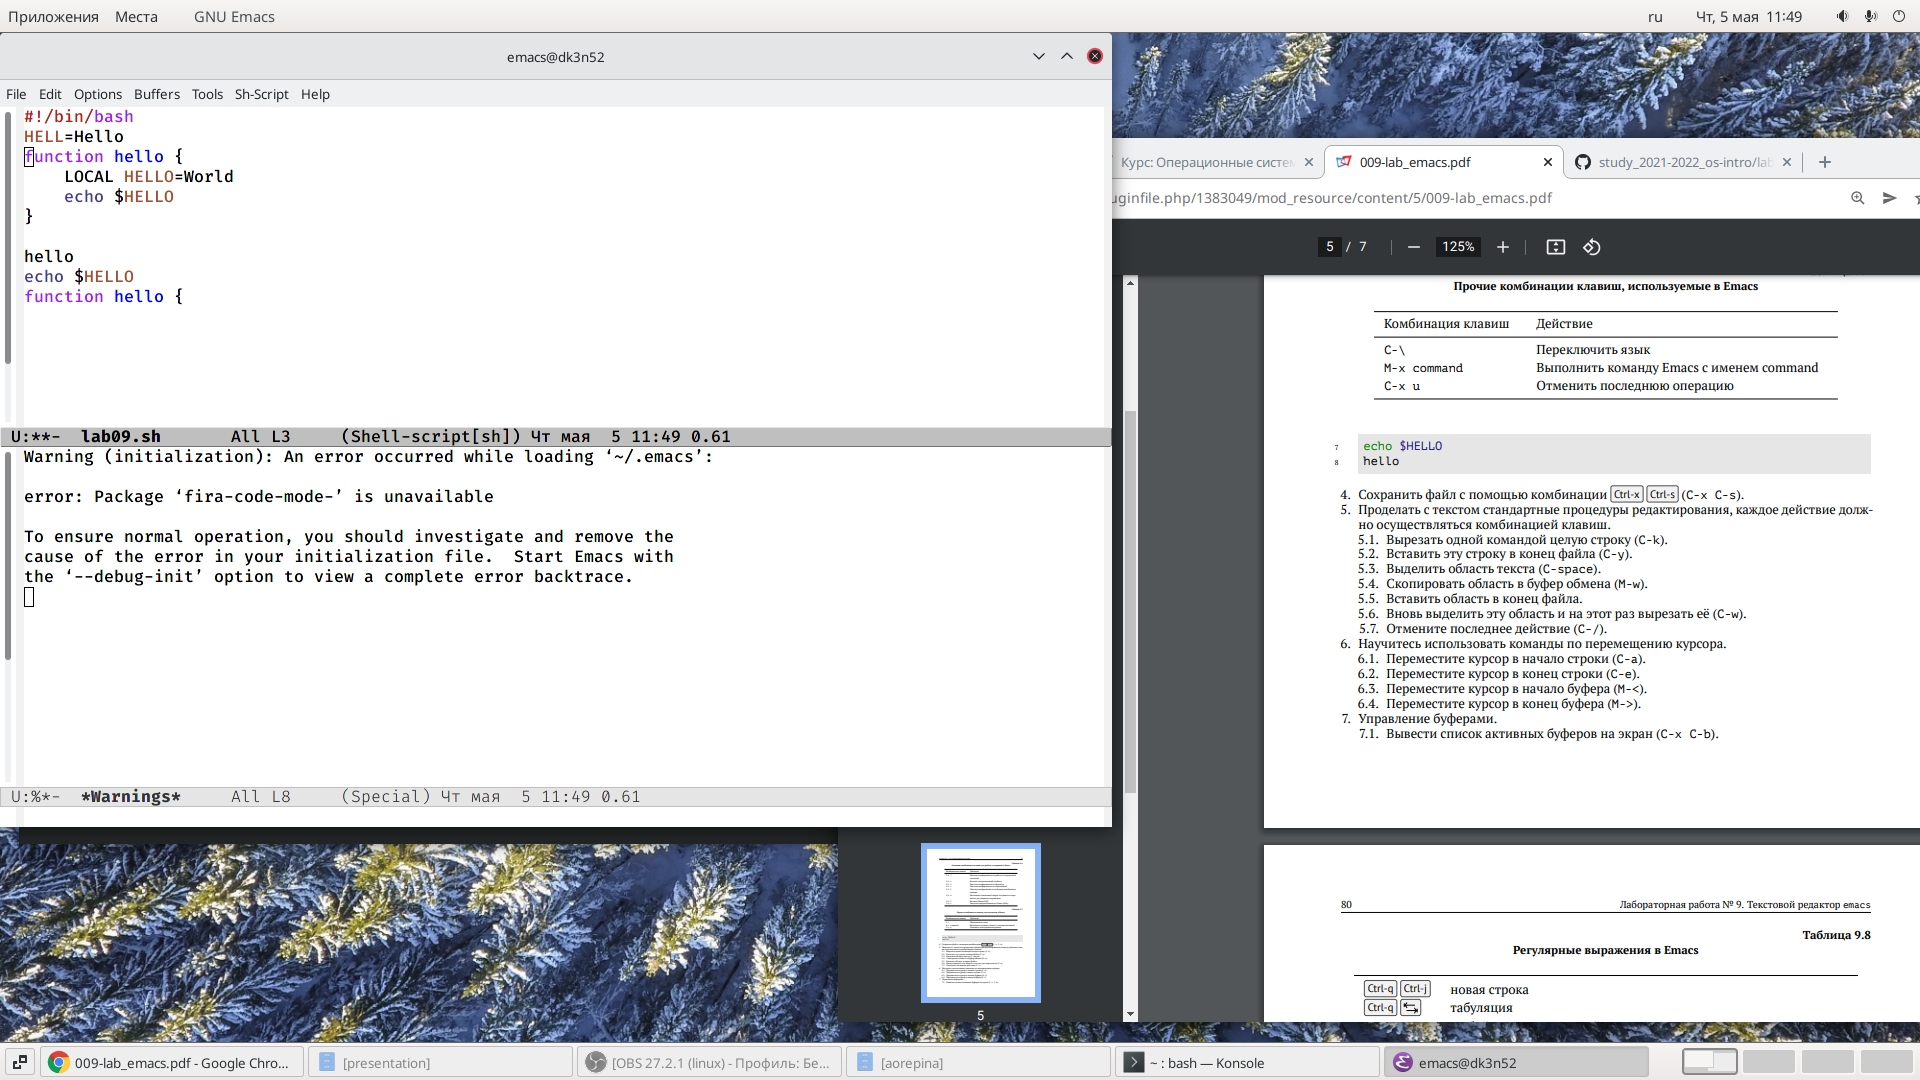 Приложения Места GNU Emacs ru Чт, 5 мая 11:49
emacs@dk3n52
File Edit Options Buffers Tools Sh-Script Help
#!/bin/bash
HELL=Hello
function hello {
LOCAL HELLO=World
echo $HELLO
}
hello
echo $HELLO
function hello {
U:**- lab09.sh All L3 (Shell-script[sh]) Чт мая 5 11:49 0.61
Warning (initialization): An error occurred while loading ‘~/.emacs’:
error: Package ‘fira-code-mode-’ is unavailable
To ensure normal operation, you should investigate and remove the
cause of the error in your initialization file. Start Emacs with
the ‘--debug-init’ option to view a complete error backtrace.
U:%*- *Warnings* All L8 (Special) Чт мая 5 11:49 0.61
Курс: Операционные систем 009-lab_emacs.pdf study_2021-2022_os-intro/lab
uginfile.php/1383049/mod_resource/content/5/009-lab_emacs.pdf
5 / 7 125%
Прочие комбинации клавиш, используемые в Emacs
Комбинация клавиш Действие
C-\ Переключить язык
M-x command Выполнить команду Emacs с именем command
C-x u Отменить последнюю операцию
7 echo $HELLO
8 hello
4. Сохранить файл с помощью комбинации Ctrl-x Ctrl-s (C-x C-s).
5. Проделать с текстом стандартные процедуры редактирования, каждое действие долж-
но осуществляться комбинацией клавиш.
5.1. Вырезать одной командой целую строку (C-k).
5.2. Вставить эту строку в конец файла (C-y).
5.3. Выделить область текста (C-space).
5.4. Скопировать область в буфер обмена (M-w).
5.5. Вставить область в конец файла.
5.6. Вновь выделить эту область и на этот раз вырезать её (C-w).
5.7. Отмените последнее действие (C-/).
6. Научитесь использовать команды по перемещению курсора.
6.1. Переместите курсор в начало строки (C-a).
6.2. Переместите курсор в конец строки (C-e).
6.3. Переместите курсор в начало буфера (M-<).
6.4. Переместите курсор в конец буфера (M->).
7. Управление буферами.
7.1. Вывести список активных буферов на экран (C-x C-b).
80 Лабораторная работа № 9. Текстовой редактор emacs
Таблица 9.8
Регулярные выражения в Emacs
Ctrl-q Ctrl-j новая строка
Ctrl-q табуляция
5
009-lab_emacs.pdf - Google Chro... [presentation] [OBS 27.2.1 (linux) - Профиль: Бе... [aorepina] ~ : bash — Konsole emacs@dk3n52